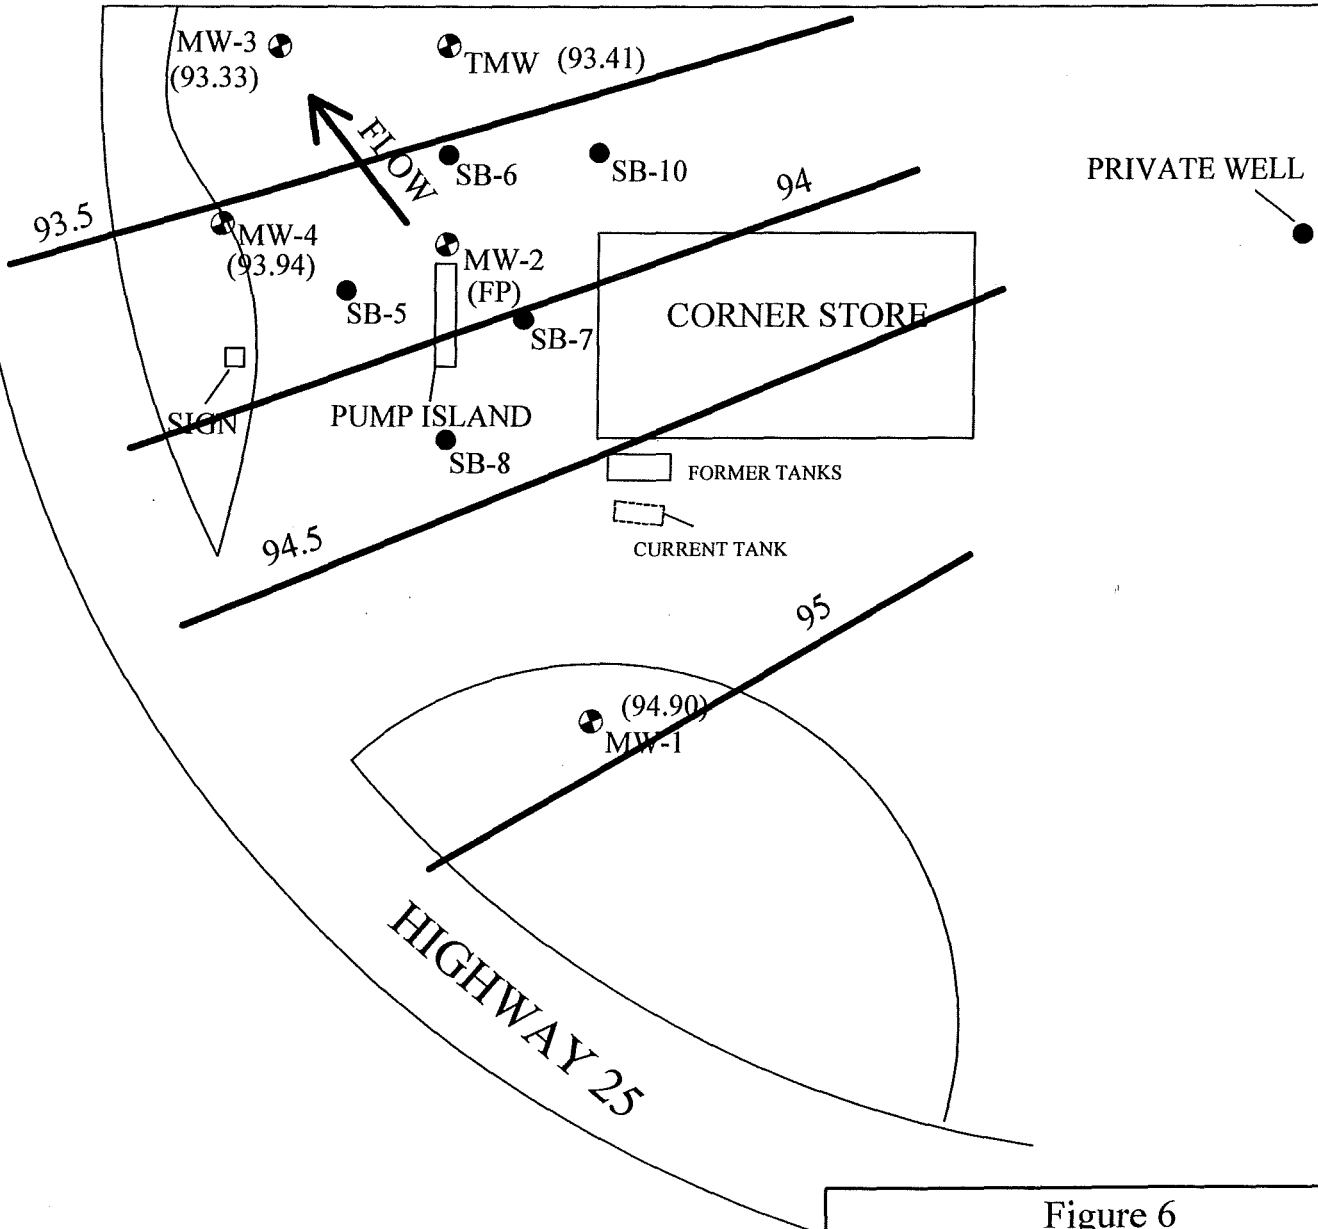 MW-3
(93.33)
TMW (93.41)
FLOW
SB-6
SB-10
94
PRIVATE WELL
93.5
MW-4
(93.94)
MW-2
(FP)
SB-5
SB-7
CORNER STORE
SIGN
PUMP ISLAND
SB-8
FORMER TANKS
94.5
CURRENT TANK
95
(94.90)
MW-1
HIGHWAY 25
Figure 6